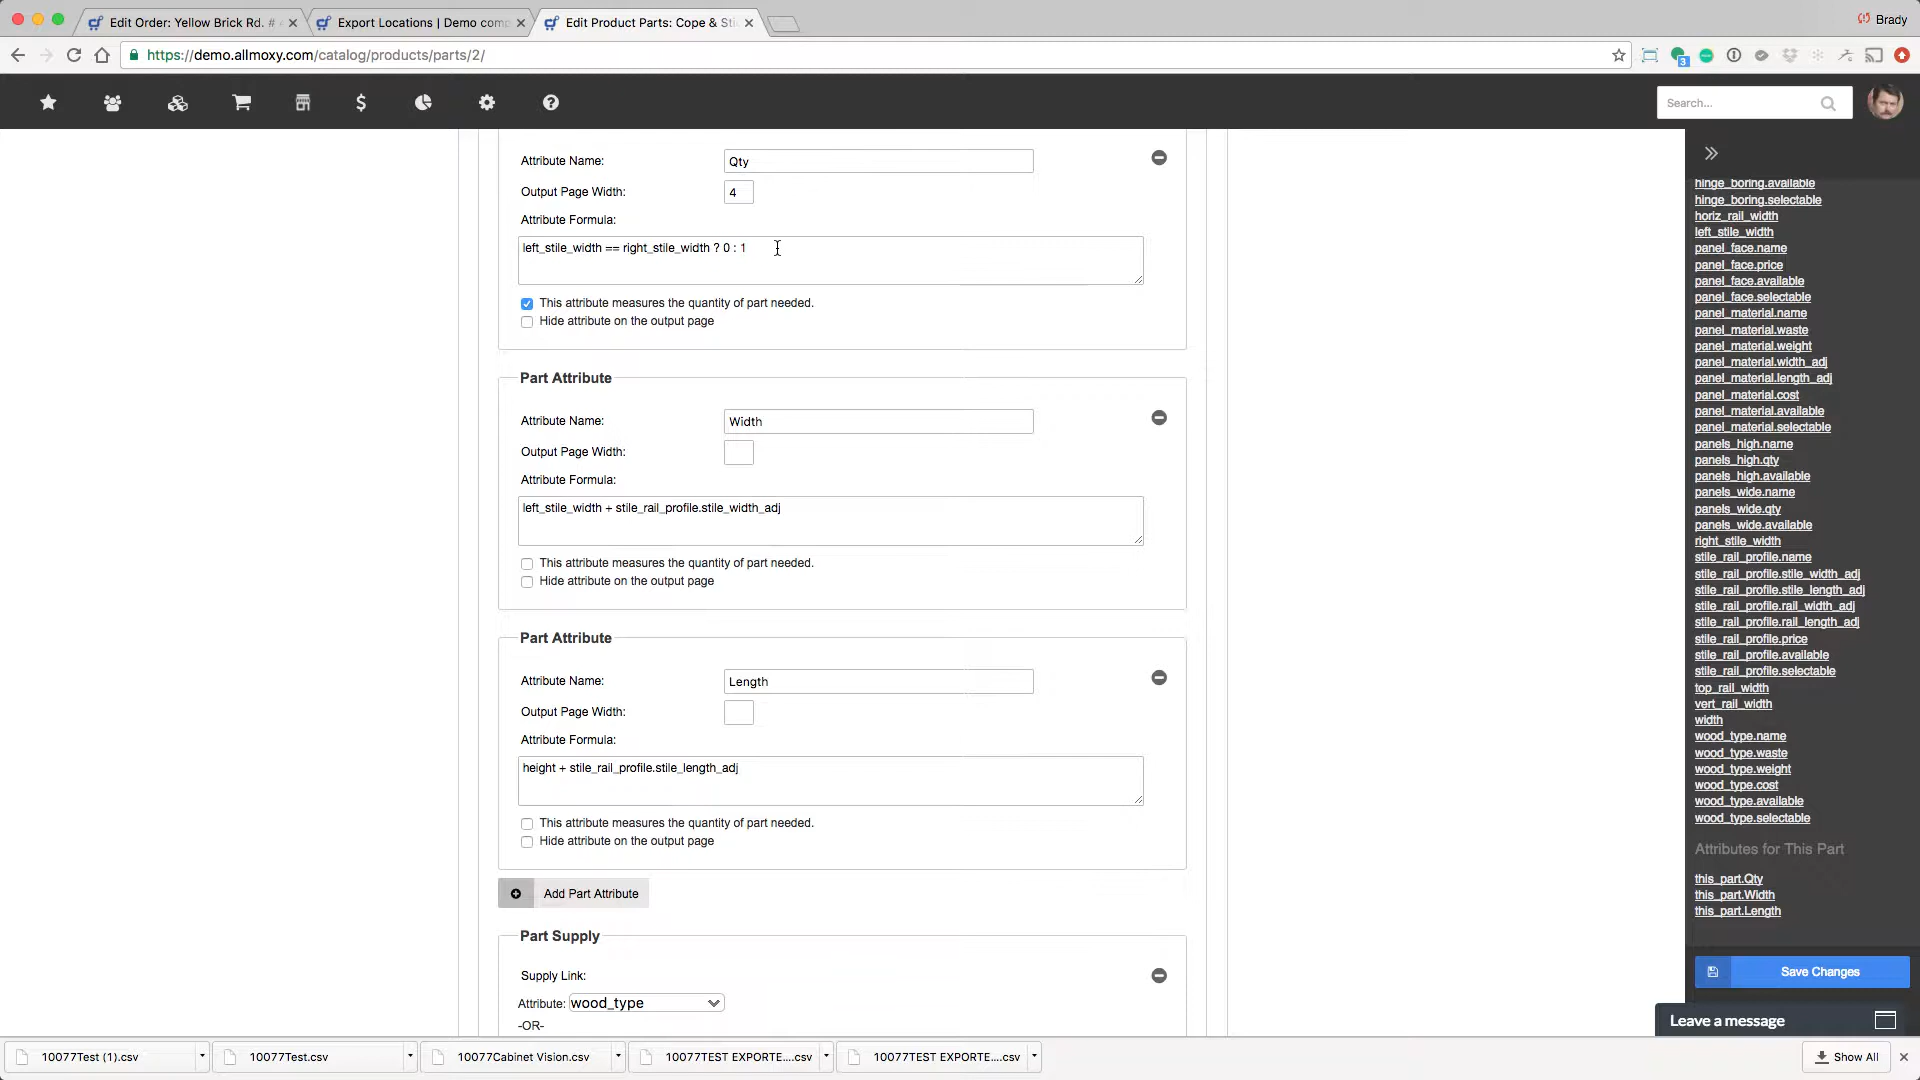 Edit Order: Yellow Brick Rd. #
Export Locations | Demo comp
Edit Product Parts: Cope & Sti
Brady
https://demo.allmoxy.com/catalog/products/parts/2/
3
Search...
Attribute Name:
Qty
Output Page Width:
4
Attribute Formula:
left_stile_width == right_stile_width ? 0 : 1
This attribute measures the quantity of part needed.
Hide attribute on the output page
Part Attribute
Attribute Name:
Width
Output Page Width:
Attribute Formula:
left_stile_width + stile_rail_profile.stile_width_adj
This attribute measures the quantity of part needed.
Hide attribute on the output page
Part Attribute
Attribute Name:
Length
Output Page Width:
Attribute Formula:
height + stile_rail_profile.stile_length_adj
This attribute measures the quantity of part needed.
Hide attribute on the output page
Add Part Attribute
Part Supply
Supply Link:
Attribute: wood_type
-OR-
hinge_boring.available
hinge_boring.selectable
horiz_rail_width
left_stile_width
panel_face.name
panel_face.price
panel_face.available
panel_face.selectable
panel_material.name
panel_material.waste
panel_material.weight
panel_material.width_adj
panel_material.length_adj
panel_material.cost
panel_material.available
panel_material.selectable
panels_high.name
panels_high.qty
panels_high.available
panels_wide.name
panels_wide.qty
panels_wide.available
right_stile_width
stile_rail_profile.name
stile_rail_profile.stile_width_adj
stile_rail_profile.stile_length_adj
stile_rail_profile.rail_width_adj
stile_rail_profile.rail_length_adj
stile_rail_profile.price
stile_rail_profile.available
stile_rail_profile.selectable
top_rail_width
vert_rail_width
width
wood_type.name
wood_type.waste
wood_type.weight
wood_type.cost
wood_type.available
wood_type.selectable
Attributes for This Part
this_part.Qty
this_part.Width
this_part.Length
Save Changes
Leave a message
10077Test (1).csv
10077Test.csv
10077Cabinet Vision.csv
10077TEST EXPORTE....csv
10077TEST EXPORTE....csv
Show All